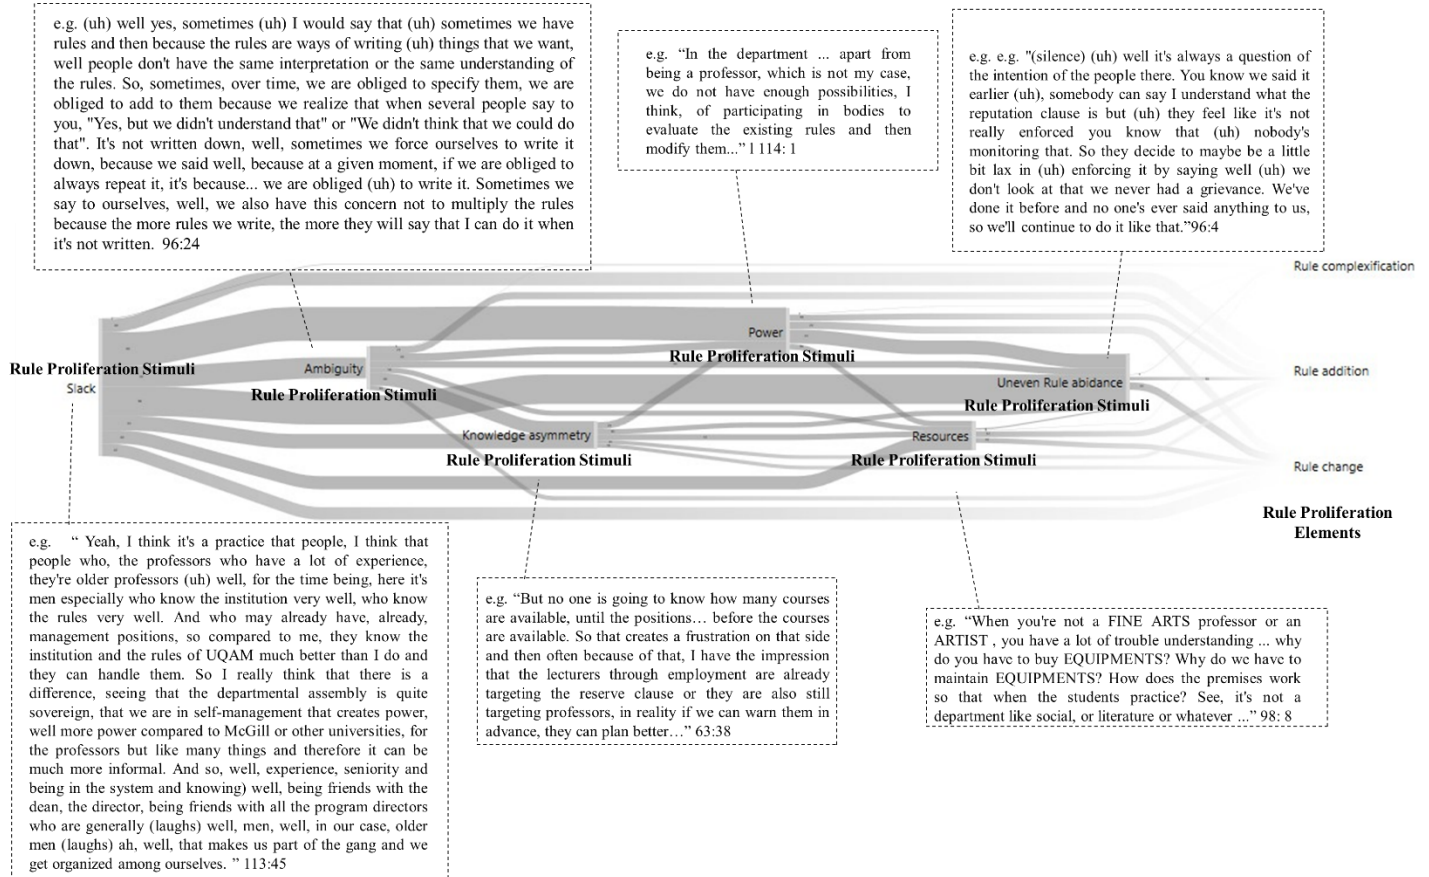 e.g. (uh) well yes, sometimes (uh) I would say that (uh) sometimes we have
rules and then because the rules are ways of writing (uh) things that we want,
well people don't have the same interpretation or the same understanding of
the rules. So, sometimes, over time, we are obliged to specify them, we are
obliged to add to them because we realize that when several people say to
you, "Yes, but we didn't understand that" or "We didn't think that we could do
that". It's not written down, well, sometimes we force ourselves to write it
down, because we said well, because at a given moment, if we are obliged to
always repeat it, it's because... we are obliged (uh) to write it. Sometimes we
say to ourselves, well, we also have this concern not to multiply the rules
because the more rules we write, the more they will say that I can do it when
it's not written. 96:24
e.g. “In the department ... apart from
being a professor, which is not my case,
we do not have enough possibilities, I
think, of participating in bodies to
evaluate the existing rules and then
modify them...” l 114: 1
e.g. e.g. "(silence) (uh) well it's always a question of
the intention of the people there. You know we said it
earlier (uh), somebody can say I understand what the
reputation clause is but (uh) they feel like it's not
really enforced you know that (uh) nobody's
monitoring that. So they decide to maybe be a little
bit lax in (uh) enforcing it by saying well (uh) we
don't look at that we never had a grievance. We've
done it before and no one's ever said anything to us,
so we'll continue to do it like that.”96:4
Rule complexification
Power
Rule Proliferation Stimuli
Rule Proliferation Stimuli
Slack
Ambiguity
Rule Proliferation Stimuli
Uneven Rule abidance
Rule Proliferation Stimuli
Rule addition
Knowledge asymmetry
Rule Proliferation Stimuli
Resources
Rule Proliferation Stimuli
Rule change
Rule Proliferation
Elements
e.g. “ Yeah, I think it's a practice that people, I think that
people who, the professors who have a lot of experience,
they're older professors (uh) well, for the time being, here it's
men especially who know the institution very well, who know
the rules very well. And who may already have, already,
management positions, so compared to me, they know the
institution and the rules of UQAM much better than I do and
they can handle them. So I really think that there is a
difference, seeing that the departmental assembly is quite
sovereign, that we are in self-management that creates power,
well more power compared to McGill or other universities, for
the professors but like many things and therefore it can be
much more informal. And so, well, experience, seniority and
being in the system and knowing) well, being friends with the
dean, the director, being friends with all the program directors
who are generally (laughs) well, men, well, in our case, older
men (laughs) ah, well, that makes us part of the gang and we
get organized among ourselves. ” 113:45
e.g. “But no one is going to know how many courses
are available, until the positions… before the courses
are available. So that creates a frustration on that side
and then often because of that, I have the impression
that the lecturers through employment are already
targeting the reserve clause or they are also still
targeting professors, in reality if we can warn them in
advance, they can plan better…” 63:38
e.g. “When you're not a FINE ARTS professor or an
ARTIST , you have a lot of trouble understanding ... why
do you have to buy EQUIPMENTS? Why do we have to
maintain EQUIPMENTS? How does the premises work
so that when the students practice? See, it's not a
department like social, or literature or whatever ...” 98: 8